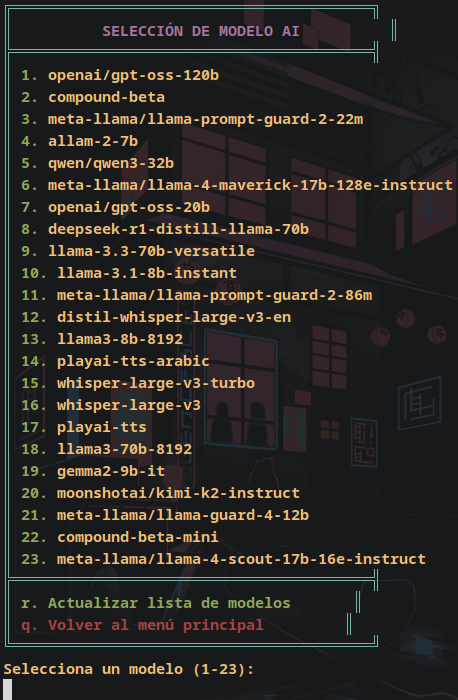 SELECCIÓN DE MODELO AI
1. openai/gpt-oss-120b
2. compound-beta
3. meta-llama/llama-prompt-guard-2-22m
4. allam-2-7b
5. qwen/qwen3-32b
6. meta-llama/llama-4-maverick-17b-128e-instruct
7. openai/gpt-oss-20b
8. deepseek-r1-distill-llama-70b
9. llama-3.3-70b-versatile
10. llama-3.1-8b-instant
11. meta-llama/llama-prompt-guard-2-86m
12. distil-whisper-large-v3-en
13. llama3-8b-8192
14. playai-tts-arabic
15. whisper-large-v3-turbo
16. whisper-large-v3
17. playai-tts
18. llama3-70b-8192
19. gemma2-9b-it
20. moonshotai/kimi-k2-instruct
21. meta-llama/llama-guard-4-12b
22. compound-beta-mini
23. meta-llama/llama-4-scout-17b-16e-instruct
r. Actualizar lista de modelos
q. Volver al menú principal
Selecciona un modelo (1-23):